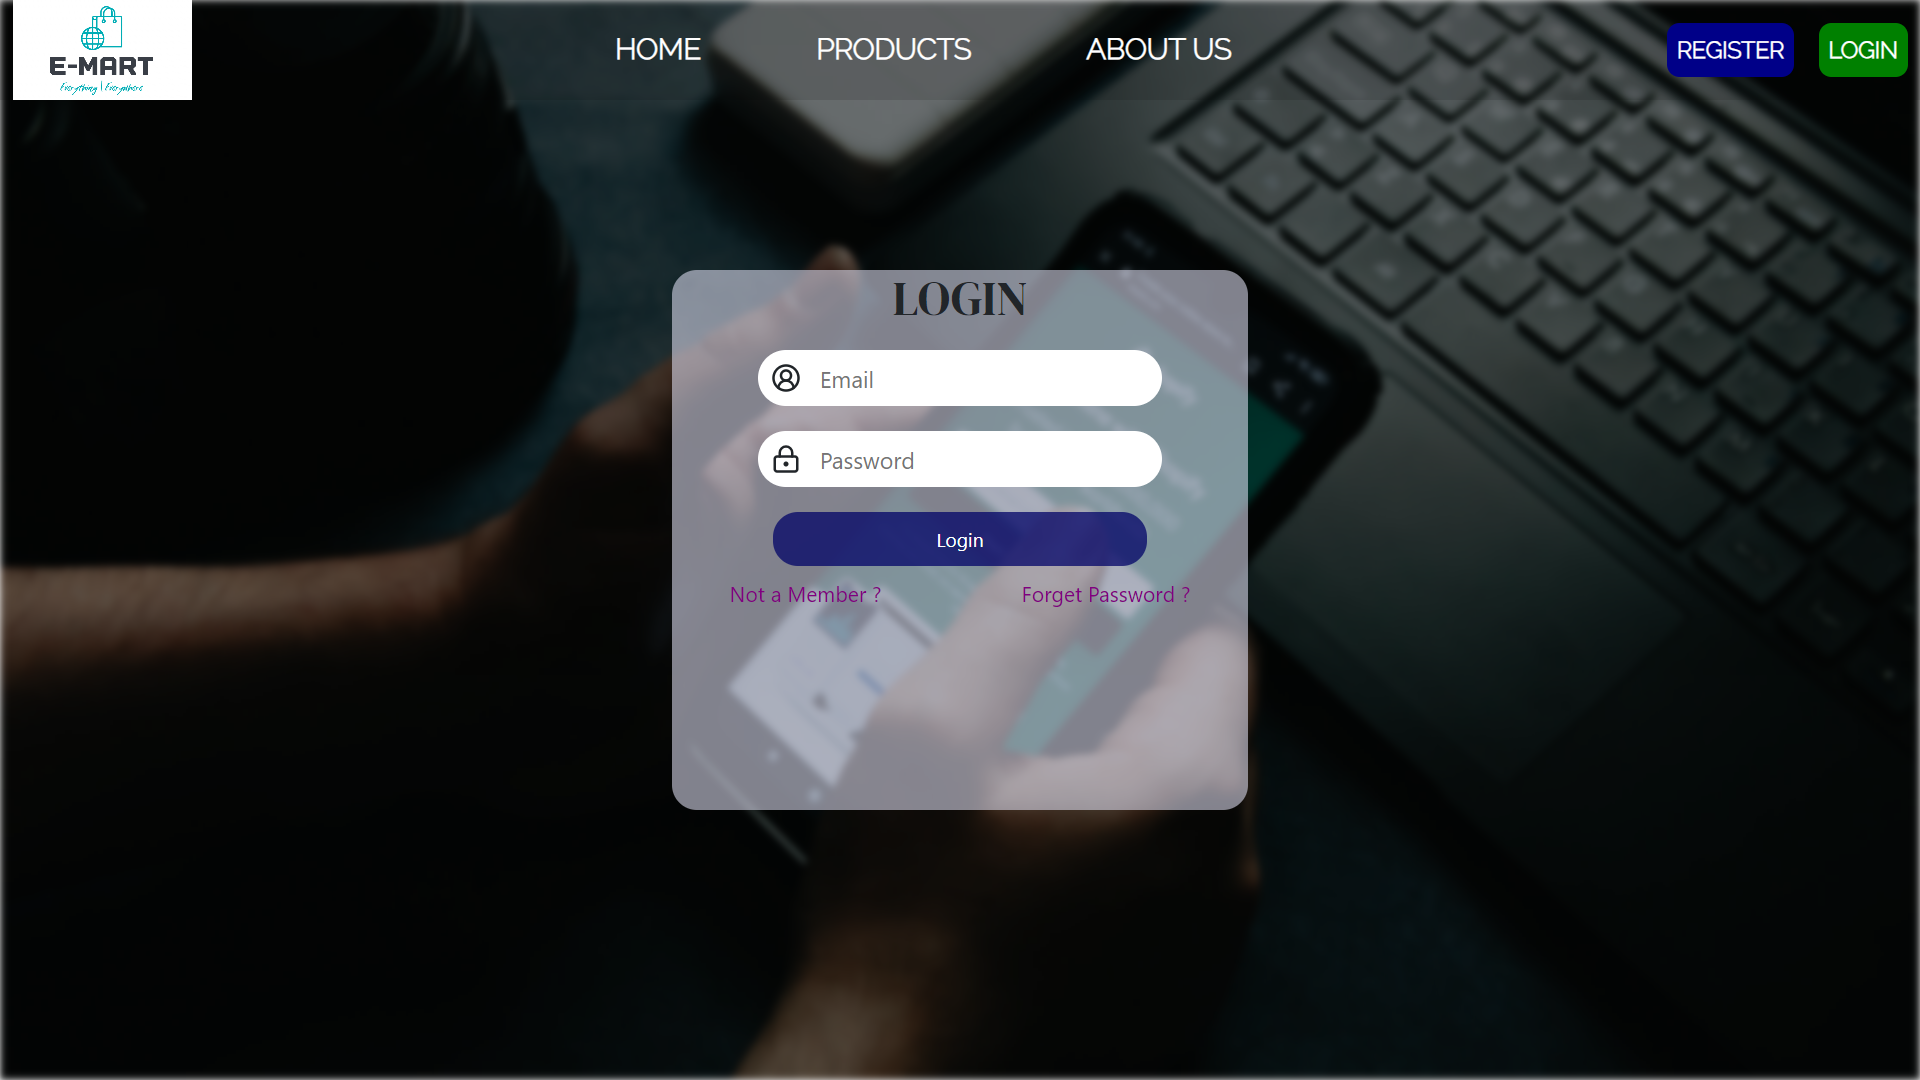 E-MART
Everything | Everywhere
HOME
PRODUCTS
ABOUT US
REGISTER
LOGIN
LOGIN
Email
Password
Login
Not a Member ?
Forget Password ?